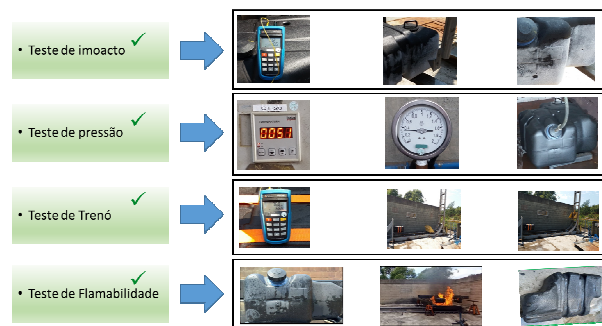 • Teste de imoacto
• Teste de pressão
0051
• Teste de Trenó
• Teste de Flamabilidade